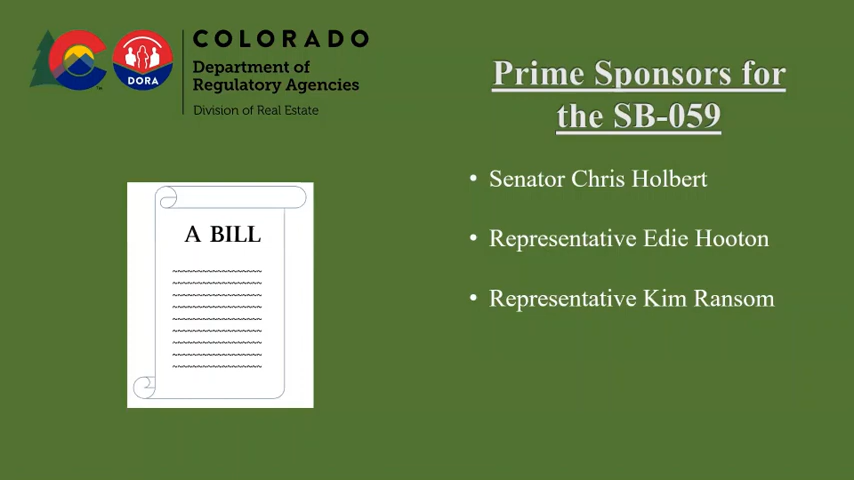 COLORADO
Department of
Regulatory Agencies
Division of Real Estate
DORA
TM
Prime Sponsors for
the SB-059
• Senator Chris Holbert
• Representative Edie Hooton
• Representative Kim Ransom
A BILL